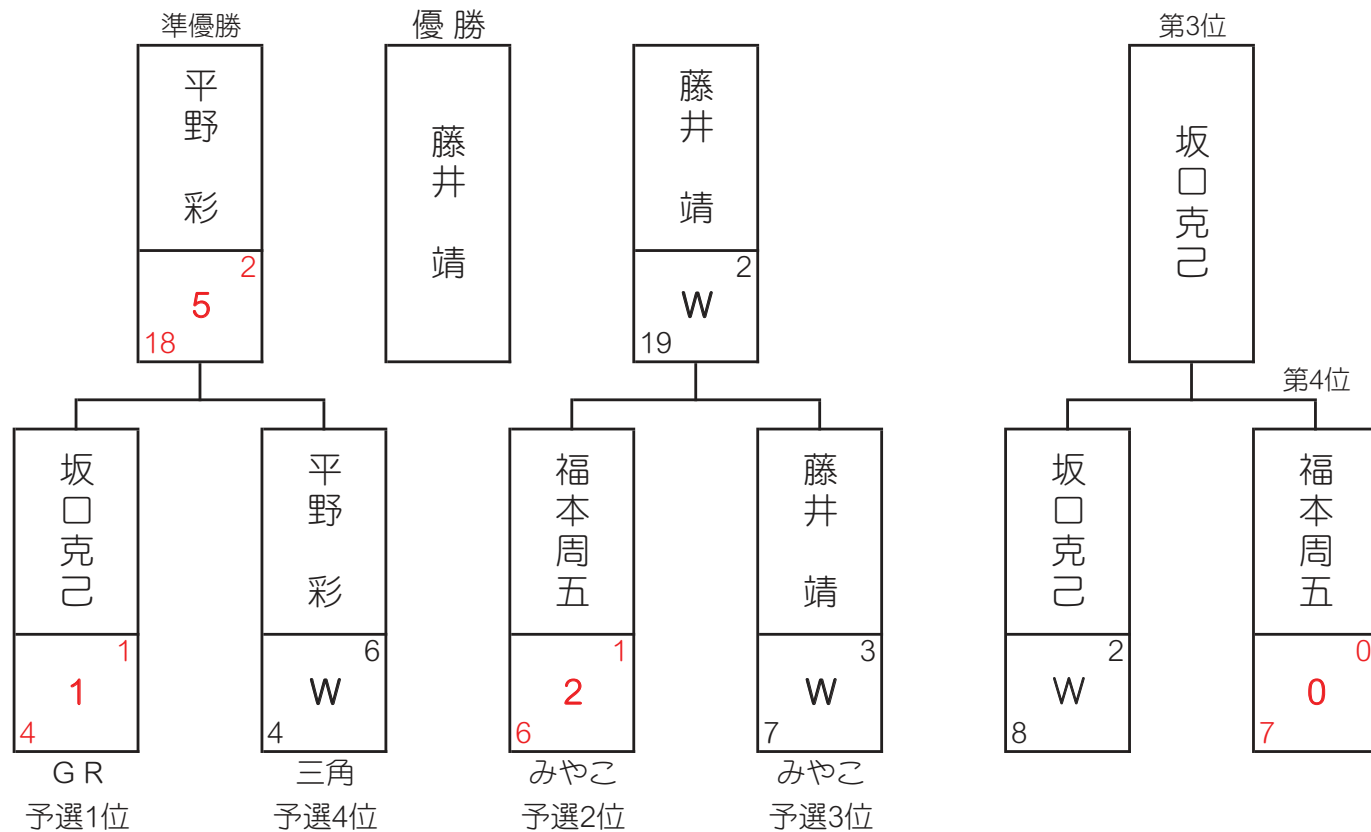 準優勝
優 勝
第3位
平野 彩
2
5
18
藤井 靖
藤井 靖
2
W
19
坂口克己
第4位
坂口克己
1
1
4
G R
予選1位
平野 彩
6
W
4
三角
予選4位
福本周五
1
2
6
みやこ
予選2位
藤井 靖
3
W
7
みやこ
予選3位
坂口克己
2
W
8
福本周五
0
0
7